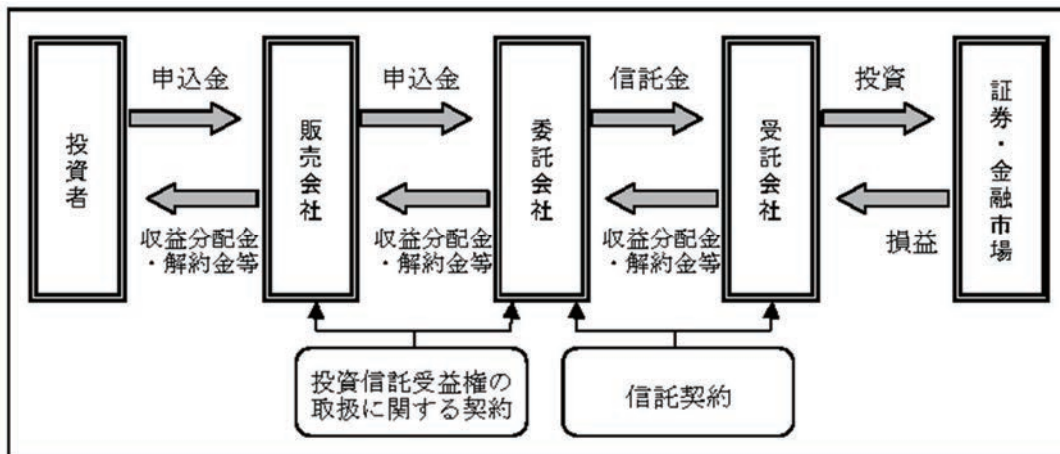 投資者
申込金
収益分配金
・解約金等
販売会社
申込金
収益分配金
・解約金等
委託会社
信託金
収益分配金
・解約金等
受託会社
投資
損益
証券・金融市場
投資信託受益権の
取扱に関する契約
信託契約